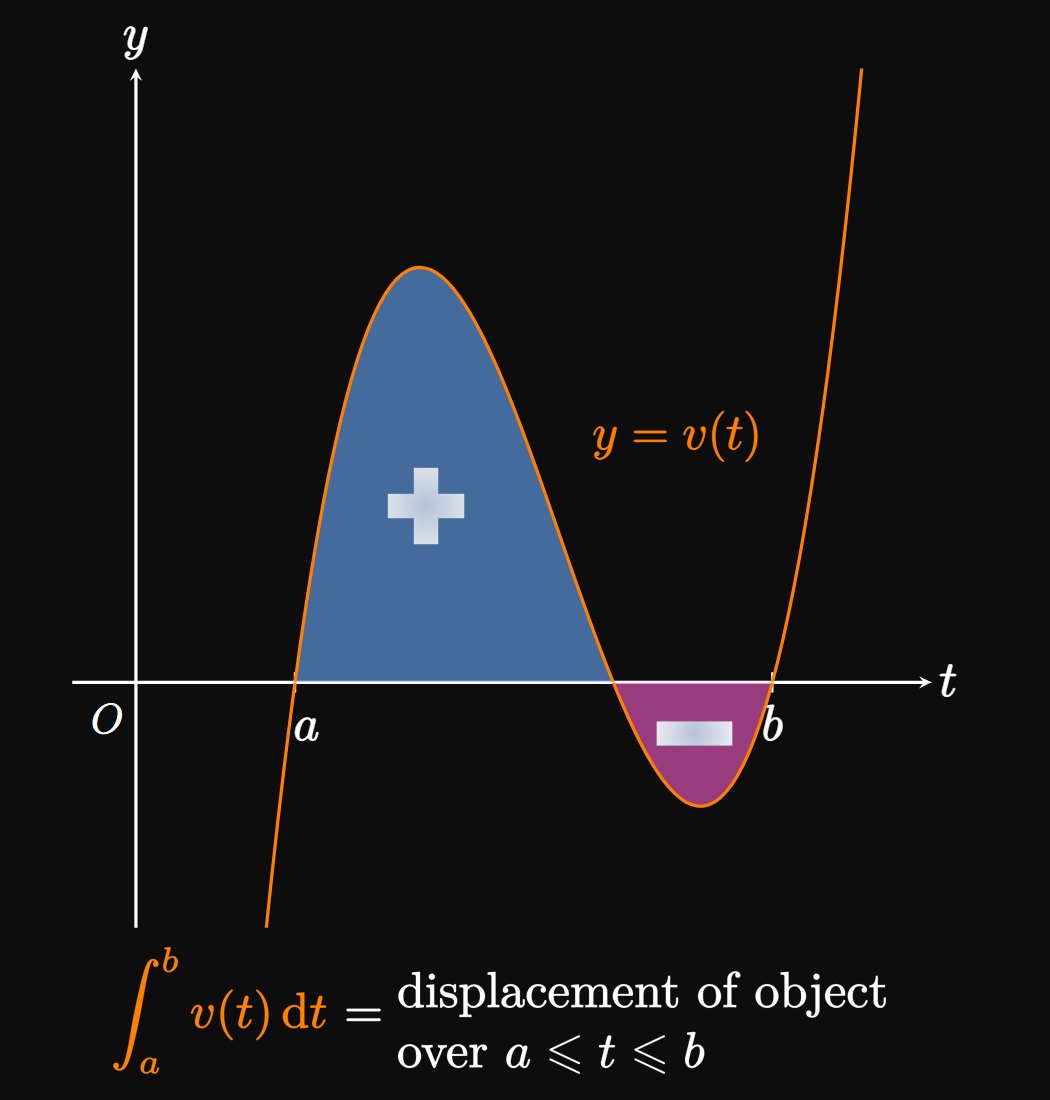 y
y = v(t)
t
O
a
b
∫_a^b v(t) dt = displacement of object
over a ⩽ t ⩽ b